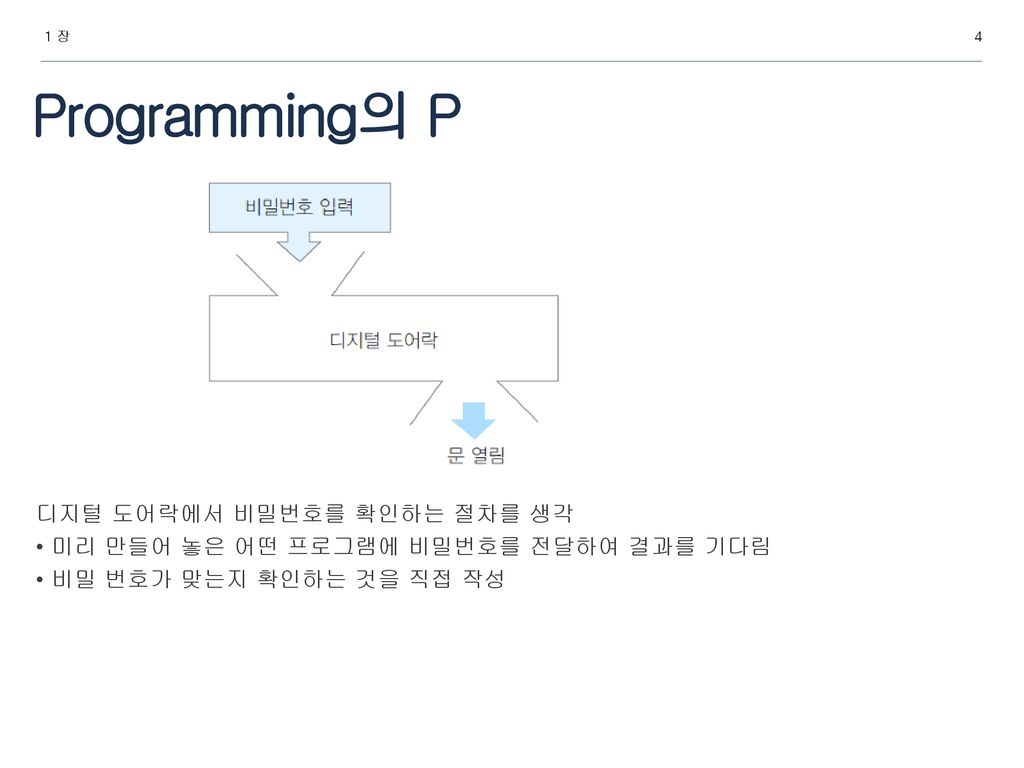 1 장
4
Programming의 P
비밀번호 입력
디지털 도어락
문 열림
디지털 도어락에서 비밀번호를 확인하는 절차를 생각
• 미리 만들어 놓은 어떤 프로그램에 비밀번호를 전달하여 결과를 기다림
• 비밀 번호가 맞는지 확인하는 것을 직접 작성